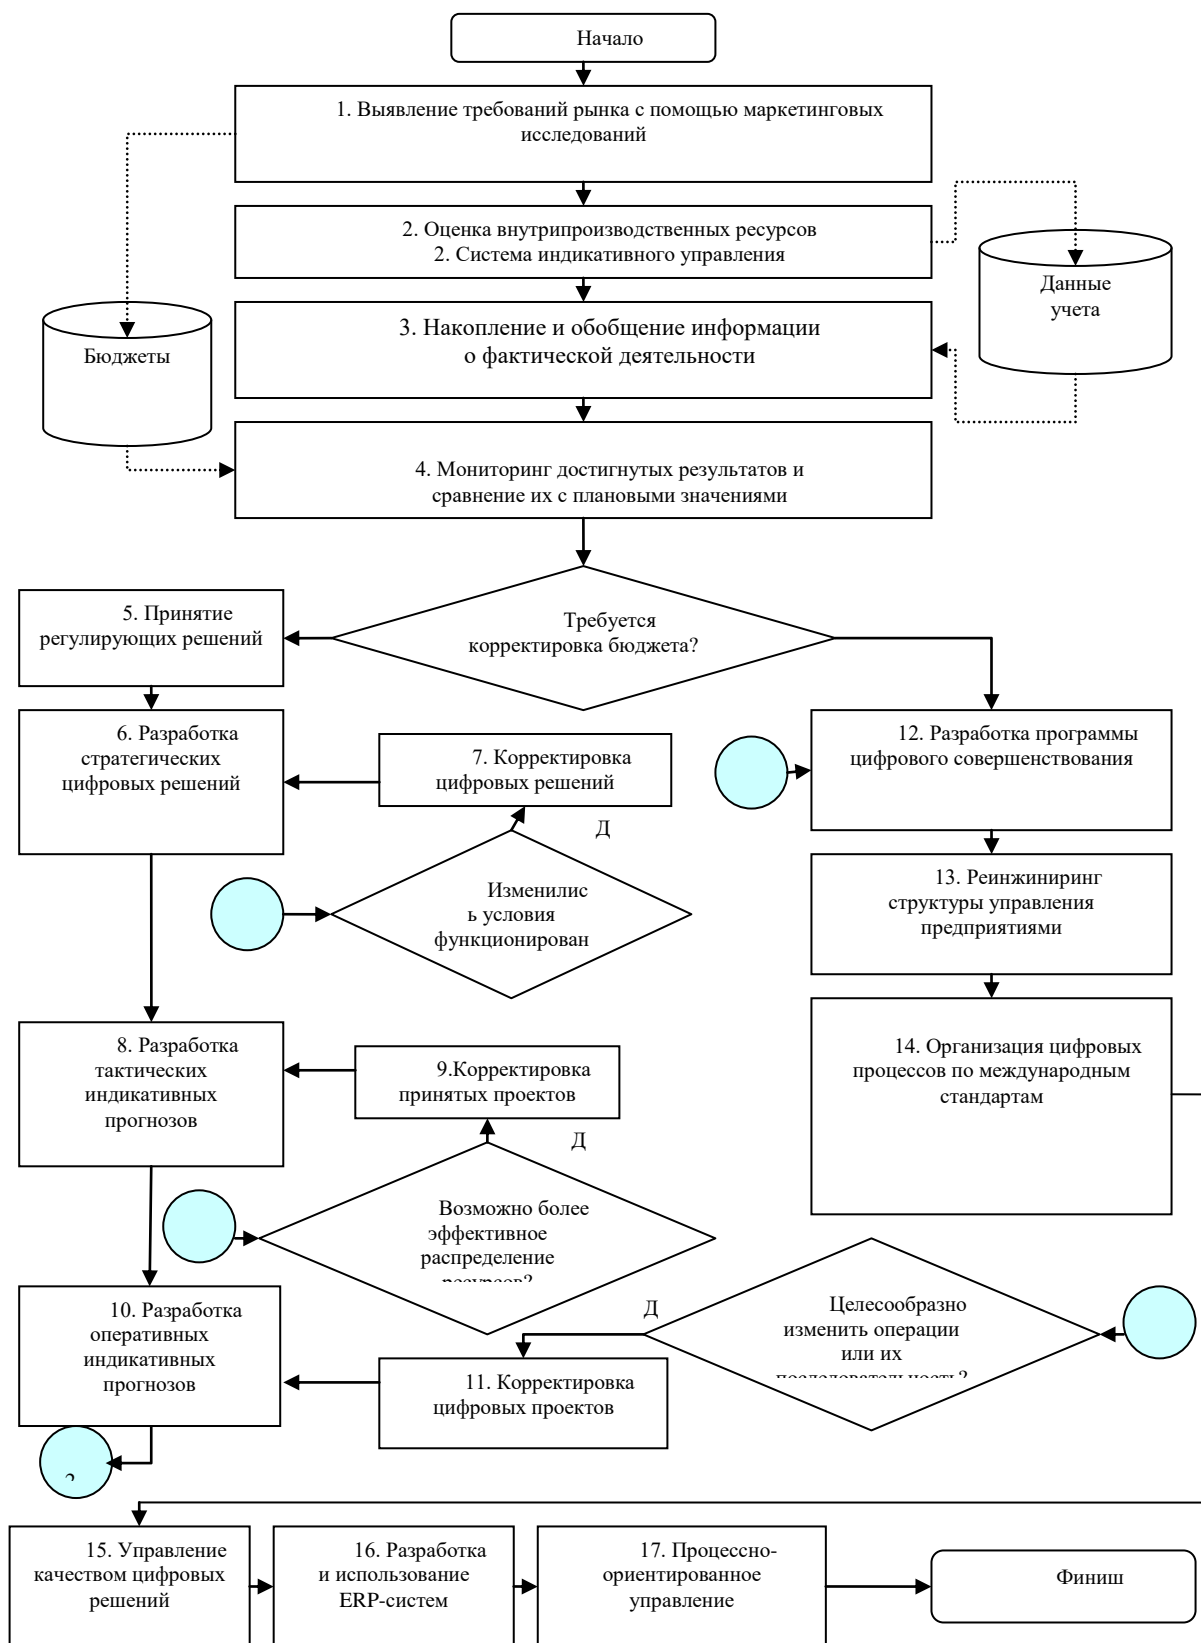 Начало
1. Выявление требований рынка с помощью маркетинговых
исследований
2. Оценка внутрипроизводственных ресурсов
2. Система индикативного управления
Данные
учета
3. Накопление и обобщение информации
о фактической деятельности
Бюджеты
4. Мониторинг достигнутых результатов и
сравнение их с плановыми значениями
Требуется
корректировка бюджета?
5. Принятие
регулирующих решений
6. Разработка
стратегических
цифровых решений
7. Корректировка
цифровых решений
Д
12. Разработка программы
цифрового совершенствования
Изменилис
ь условия
функционирован
13. Реинжиниринг
структуры управления
предприятиями
8. Разработка
тактических
индикативных
прогнозов
9.Корректировка
принятых проектов
Д
14. Организация цифровых
процессов по международным
стандартам
Возможно более
эффективное
распределение
ресурсов?
10. Разработка
оперативных
индикативных
прогнозов
Д
Целесообразно
изменить операции
или их
последовательность?
11. Корректировка
цифровых проектов
15. Управление
качеством цифровых
решений
16. Разработка
и использование
ERP-систем
17. Процессно-
ориентированное
управление
Финиш